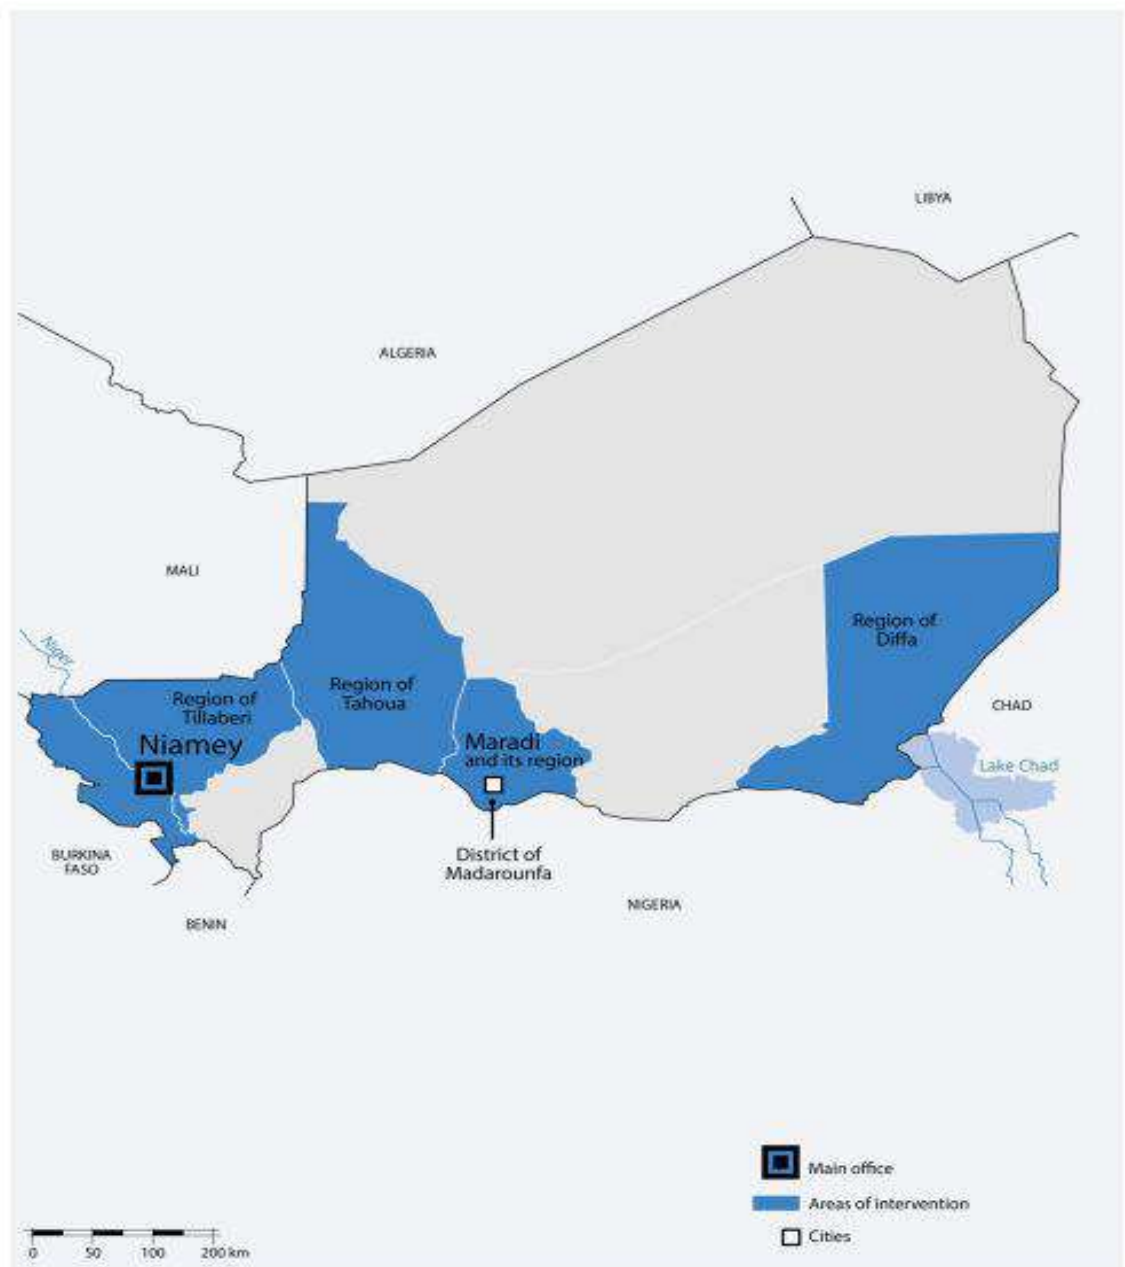 LIBYA
ALGERIA
MALI
Niger
Region of
Diffa
Region of
Tahoua
Region of
Tillaberi
CHAD
Niamey
Maradi
and its region
Lake Chad
District of
Madarounfa
BURKINA
FASO
NIGERIA
BENIN
Main office
Areas of intervention
Cities
0 50 100 200 km